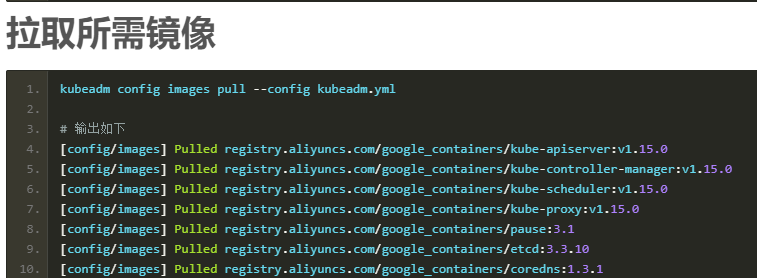 拉取所需镜像
1. kubeadm config images pull --config kubeadm.yml
2.
3. # 输出如下
4. [config/images] Pulled registry.aliyuncs.com/google_containers/kube-apiserver:v1.15.0
5. [config/images] Pulled registry.aliyuncs.com/google_containers/kube-controller-manager:v1.15.0
6. [config/images] Pulled registry.aliyuncs.com/google_containers/kube-scheduler:v1.15.0
7. [config/images] Pulled registry.aliyuncs.com/google_containers/kube-proxy:v1.15.0
8. [config/images] Pulled registry.aliyuncs.com/google_containers/pause:3.1
9. [config/images] Pulled registry.aliyuncs.com/google_containers/etcd:3.3.10
10. [config/images] Pulled registry.aliyuncs.com/google_containers/coredns:1.3.1